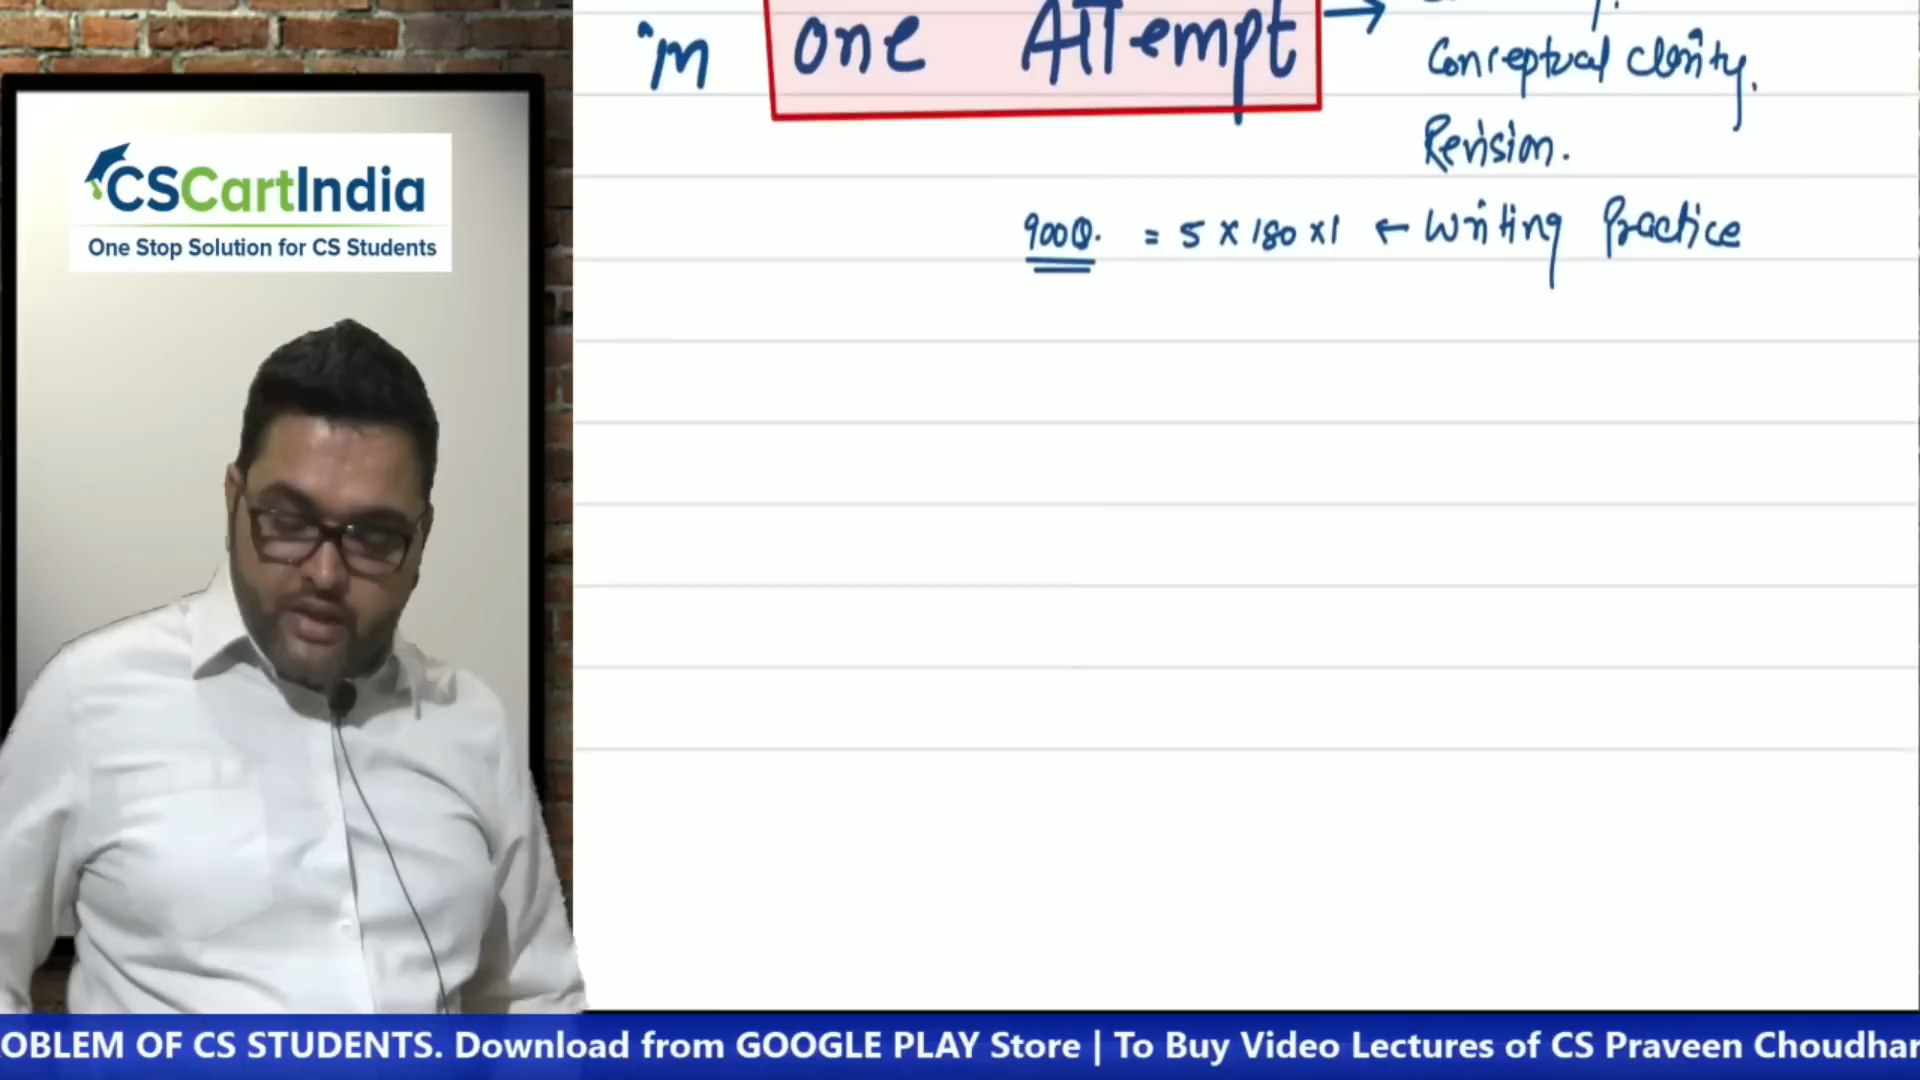 CSCartIndia
One Stop Solution for CS Students
in one Attempt →
Conceptual clarity.
Revision.
900Q. = 5 × 180 × 1 ← Writing Practice
OBLEM OF CS STUDENTS. Download from GOOGLE PLAY Store | To Buy Video Lectures of CS Praveen Choudhar